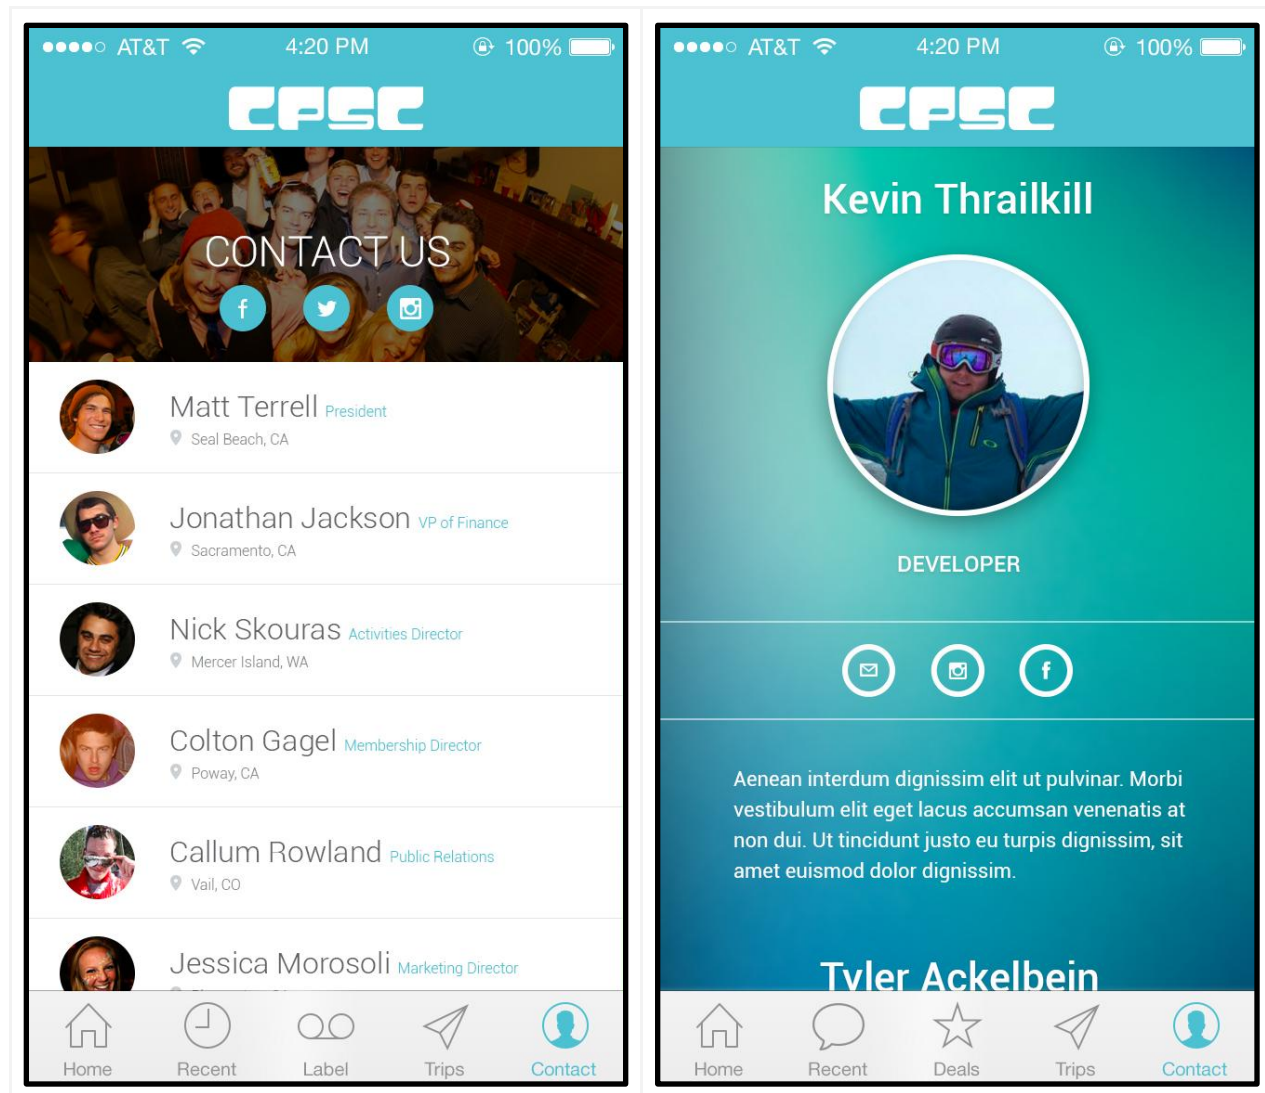 AT&T 4:20 PM 100%
CPSC
CONTACT US
Matt Terrell President
Seal Beach, CA
Jonathan Jackson VP of Finance
Sacramento, CA
Nick Skouras Activities Director
Mercer Island, WA
Colton Gagel Membership Director
Poway, CA
Callum Rowland Public Relations
Vail, CO
Jessica Morosoli Marketing Director
Home Recent Label Trips Contact
AT&T 4:20 PM 100%
CPSC
Kevin Thrailkill
DEVELOPER
Aenean interdum dignissim elit ut pulvinar. Morbi
vestibulum elit eget lacus accumsan venenatis at
non dui. Ut tincidunt justo eu turpis dignissim, sit
amet euismod dolor dignissim.
Tyler Ackelbein
Home Recent Deals Trips Contact